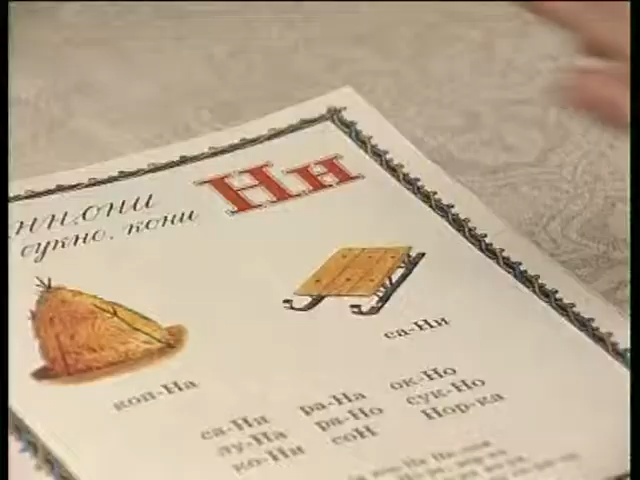 Нн
они
сукно, кони
са-Ни
коп-На
са-Ни ра-На ок-Но
лу-На ра-Но сук-Но
ко-Ни соН Нор-ка